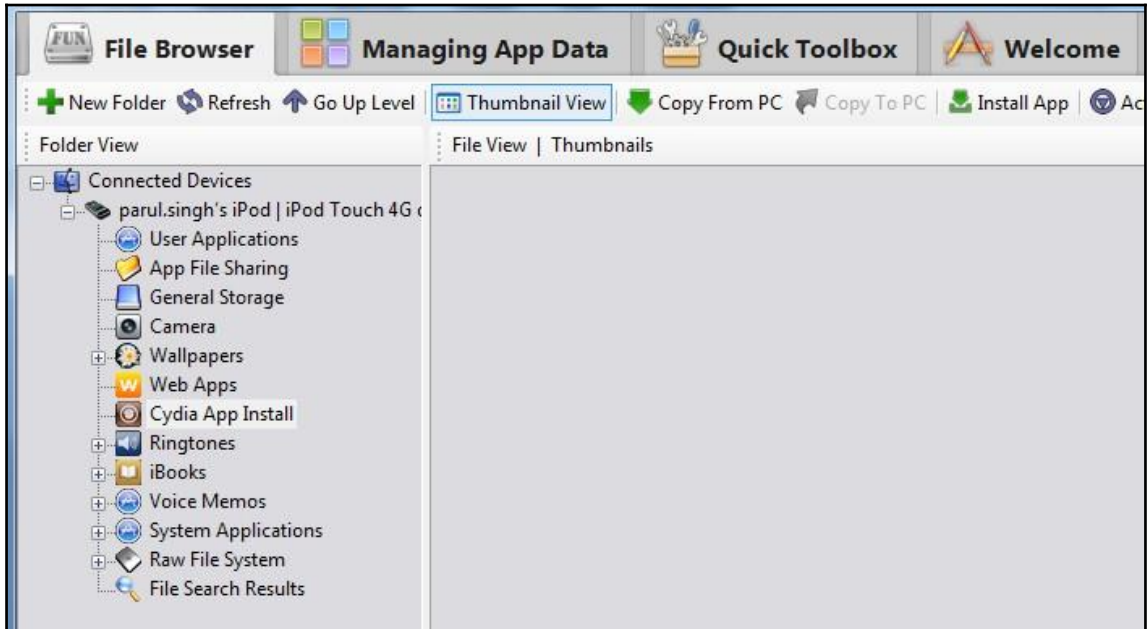 FUN File Browser Managing App Data Quick Toolbox Welcome
New Folder Refresh Go Up Level Thumbnail View Copy From PC Copy To PC Install App Ac
Folder View File View | Thumbnails
Connected Devices
parul.singh's iPod | iPod Touch 4G
User Applications
App File Sharing
General Storage
Camera
Wallpapers
W Web Apps
Cydia App Install
Ringtones
iBooks
Voice Memos
System Applications
Raw File System
File Search Results